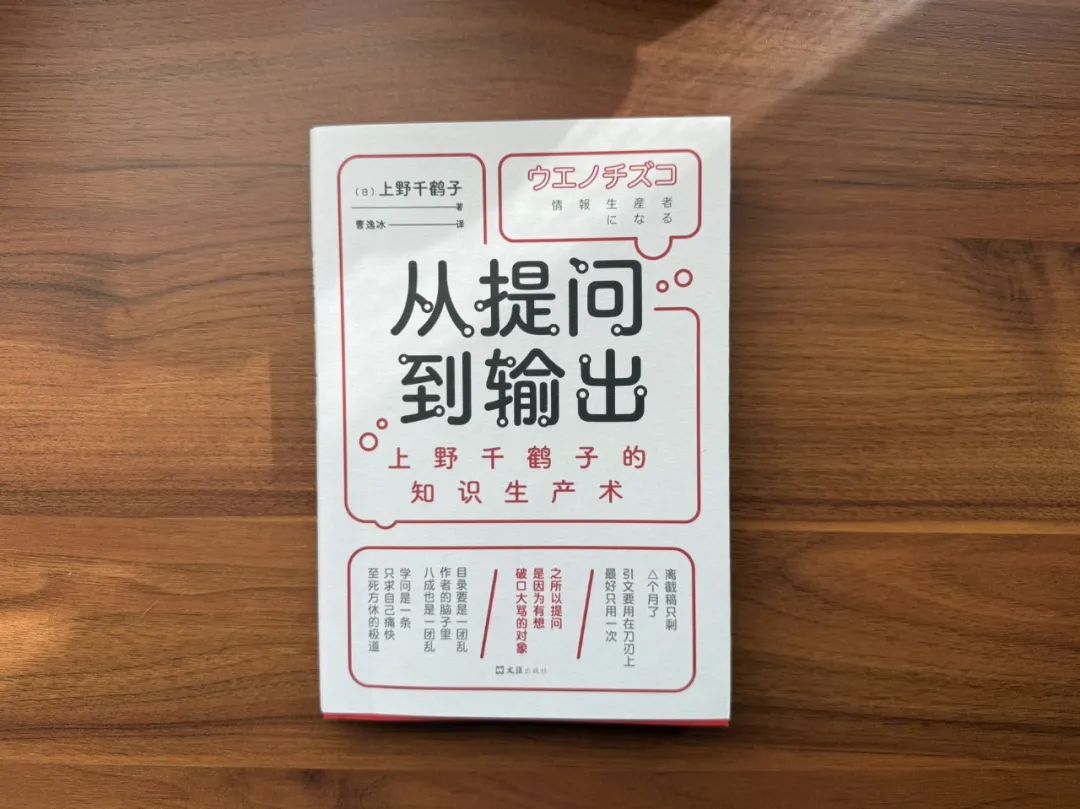 （日）上野千鹤子
著
曹逸冰 译
ウエノチズコ
情報生産者
になる
从提问
到输出
上野千鹤子的
知识生产术
离截稿只剩
△个月了
引文要用在刀刃上
最好只用一次
之所以提问
是因为有想
破口大骂的对象
目录要是一团乱
作者的脑子里
八成也是一团乱
学问是一条
只求自己痛快
至死方休的极道
文汇出版社